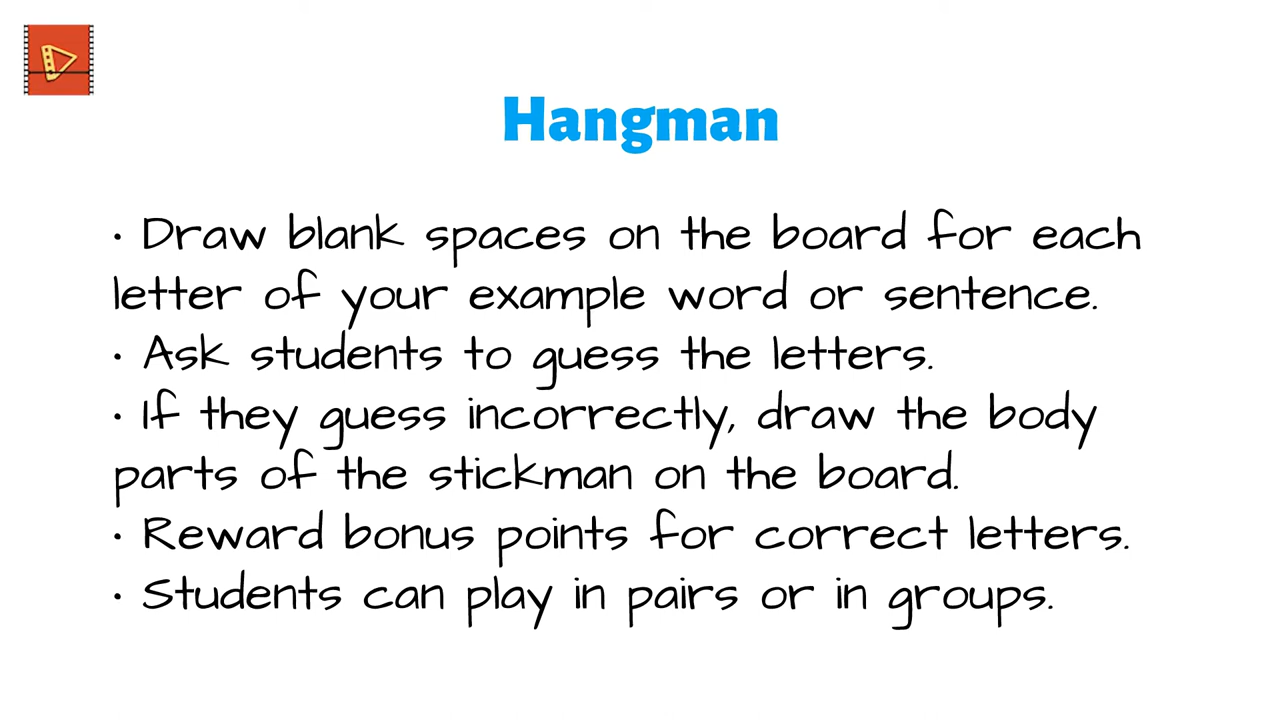 Hangman
• Draw blank spaces on the board for each
letter of your example word or sentence.
• Ask students to guess the letters.
• If they guess incorrectly, draw the body
parts of the stickman on the board.
• Reward bonus points for correct letters.
• Students can play in pairs or in groups.